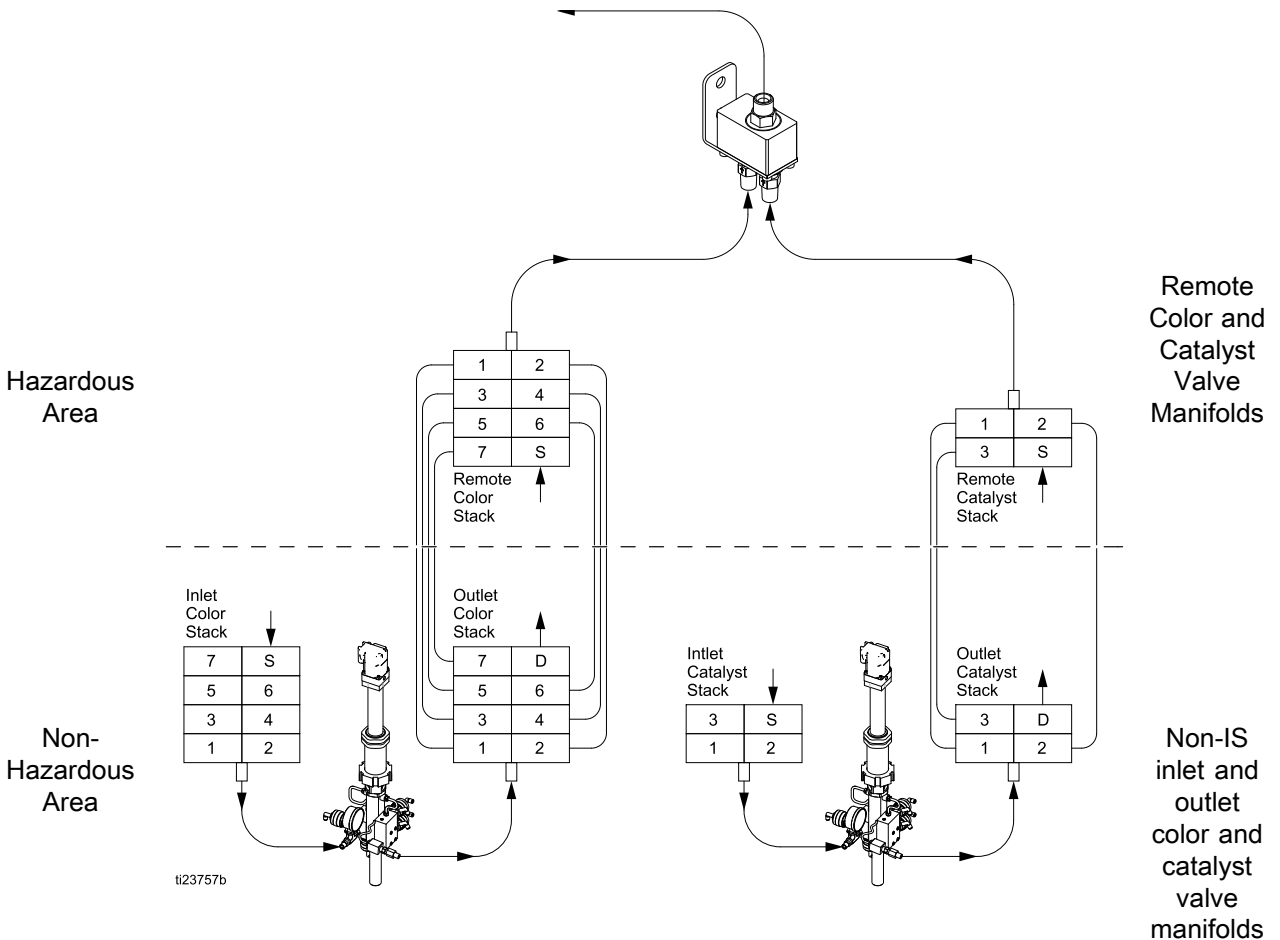 Hazardous
Area
1 2
3 4
5 6
7 S
Remote
Color
Stack
1 2
3 S
Remote
Catalyst
Stack
Remote
Color and
Catalyst
Valve
Manifolds
Non-
Hazardous
Area
Inlet
Color
Stack
7 S
5 6
3 4
1 2
Outlet
Color
Stack
7 D
5 6
3 4
1 2
Intlet
Catalyst
Stack
3 S
1 2
Outlet
Catalyst
Stack
3 D
1 2
Non-IS
inlet and
outlet
color and
catalyst
valve
manifolds
ti23757b